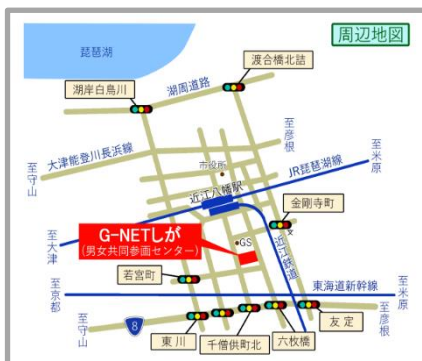 周辺地図
琵琶湖
渡合橋北詰
湖岸白鳥川
湖周道路
大津能登川長浜線
至守山
至彦根
市役所
近江八幡駅
JR琵琶湖線
至米原
G-NETしが
(男女共同参画センター)
GS
金剛寺町
近江鉄道
至大津
若宮町
東海道新幹線
至京都
至米原
8
東川
千僧供町北
六枚橋
友定
至守山
至彦根